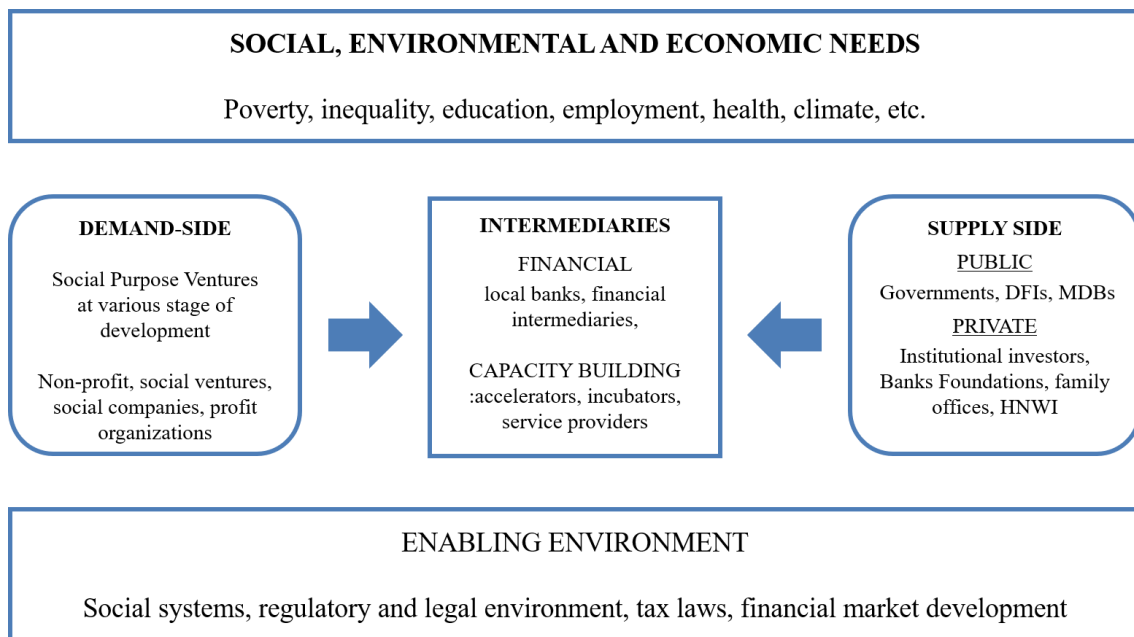 SOCIAL, ENVIRONMENTAL AND ECONOMIC NEEDS
Poverty, inequality, education, employment, health, climate, etc.
DEMAND-SIDE
Social Purpose Ventures
at various stage of
development
Non-profit, social ventures,
social companies, profit
organizations
INTERMEDIARIES
FINANCIAL
local banks, financial
intermediaries,
CAPACITY BUILDING
:accelerators, incubators,
service providers
SUPPLY SIDE
PUBLIC
Governments, DFIs, MDBs
PRIVATE
Institutional investors,
Banks Foundations, family
offices, HNWI
ENABLING ENVIRONMENT
Social systems, regulatory and legal environment, tax laws, financial market development